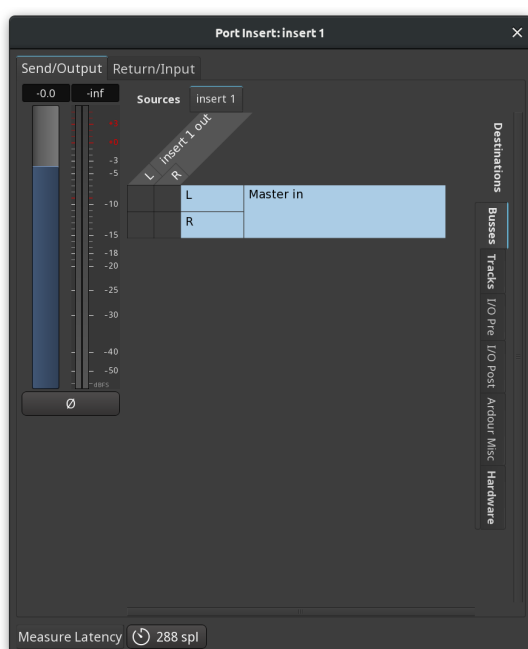 Port Insert: insert 1
Send/Output Return/Input
-0.0 -inf
Sources insert 1
insert 1 out
L R
L Master in
R
-3
-5
-10
-15
-18
-20
-25
-30
-40
-50
dBFS
Ø
Destinations
Busses
Tracks
I/O Pre
I/O Post
Ardour Misc
Hardware
Measure Latency 288 spl